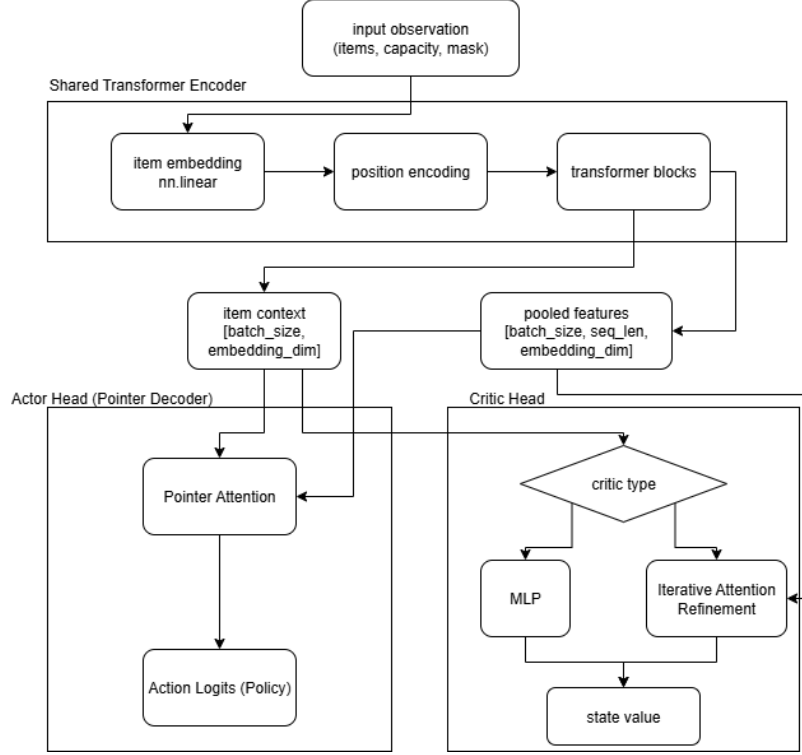 input observation
(items, capacity, mask)
Shared Transformer Encoder
item embedding
nn.linear
position encoding
transformer blocks
item context
[batch_size,
embedding_dim]
pooled features
[batch_size, seq_len,
embedding_dim]
Actor Head (Pointer Decoder)
Critic Head
Pointer Attention
critic type
MLP
Iterative Attention
Refinement
Action Logits (Policy)
state value